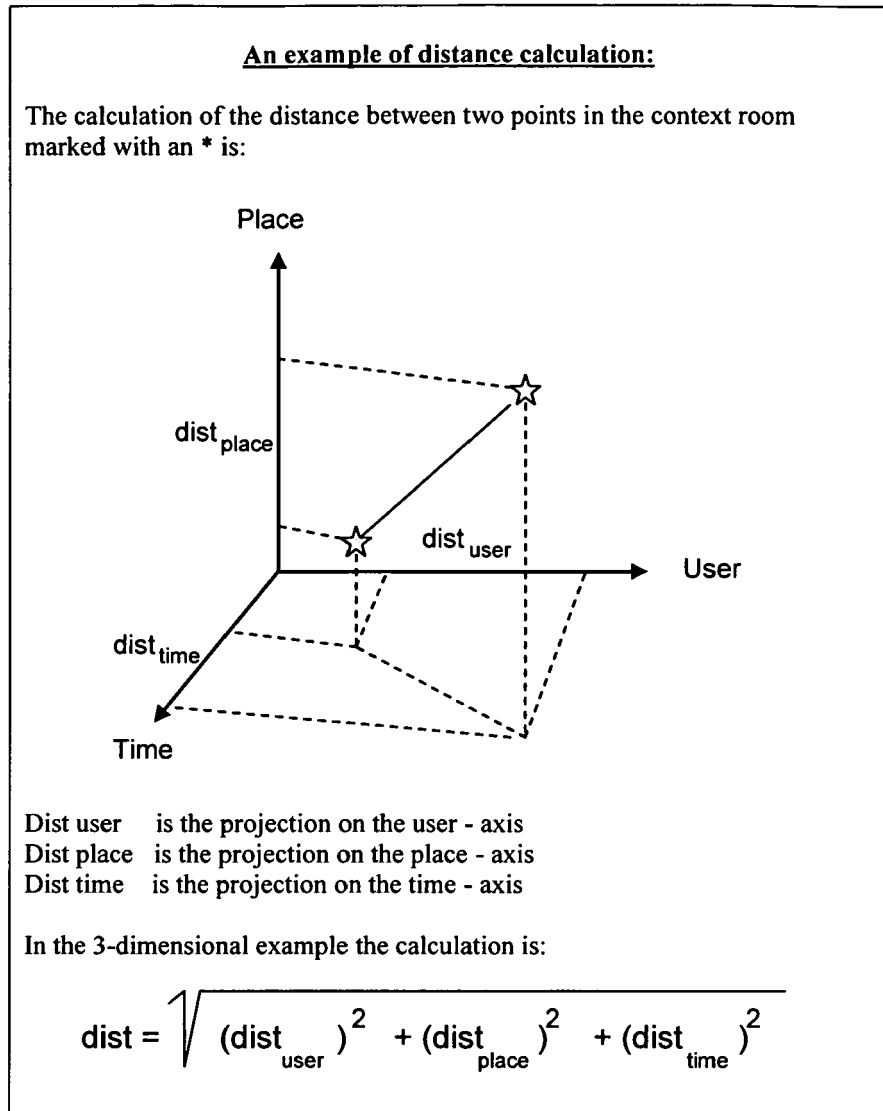 An example of distance calculation:
The calculation of the distance between two points in the context room
marked with an * is:
Place
dist place
dist user
User
dist time
Time
Dist user is the projection on the user - axis
Dist place is the projection on the place - axis
Dist time is the projection on the time - axis
In the 3-dimensional example the calculation is:
dist = √ (dist user )² + (dist place )² + (dist time )²